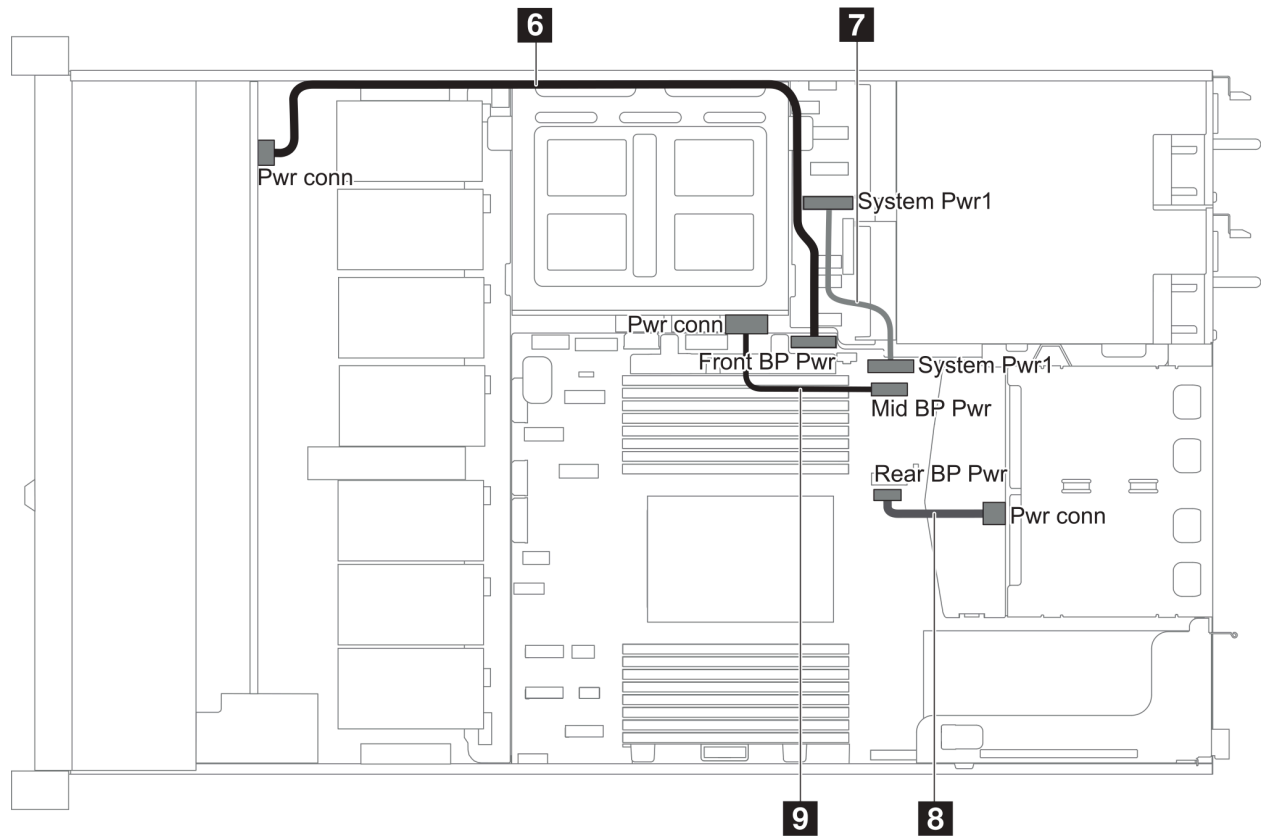 6
7
Pwr conn
System Pwr1
Pwr conn
Front BP Pwr
System Pwr1
Mid BP Pwr
Rear BP Pwr
Pwr conn
9
8